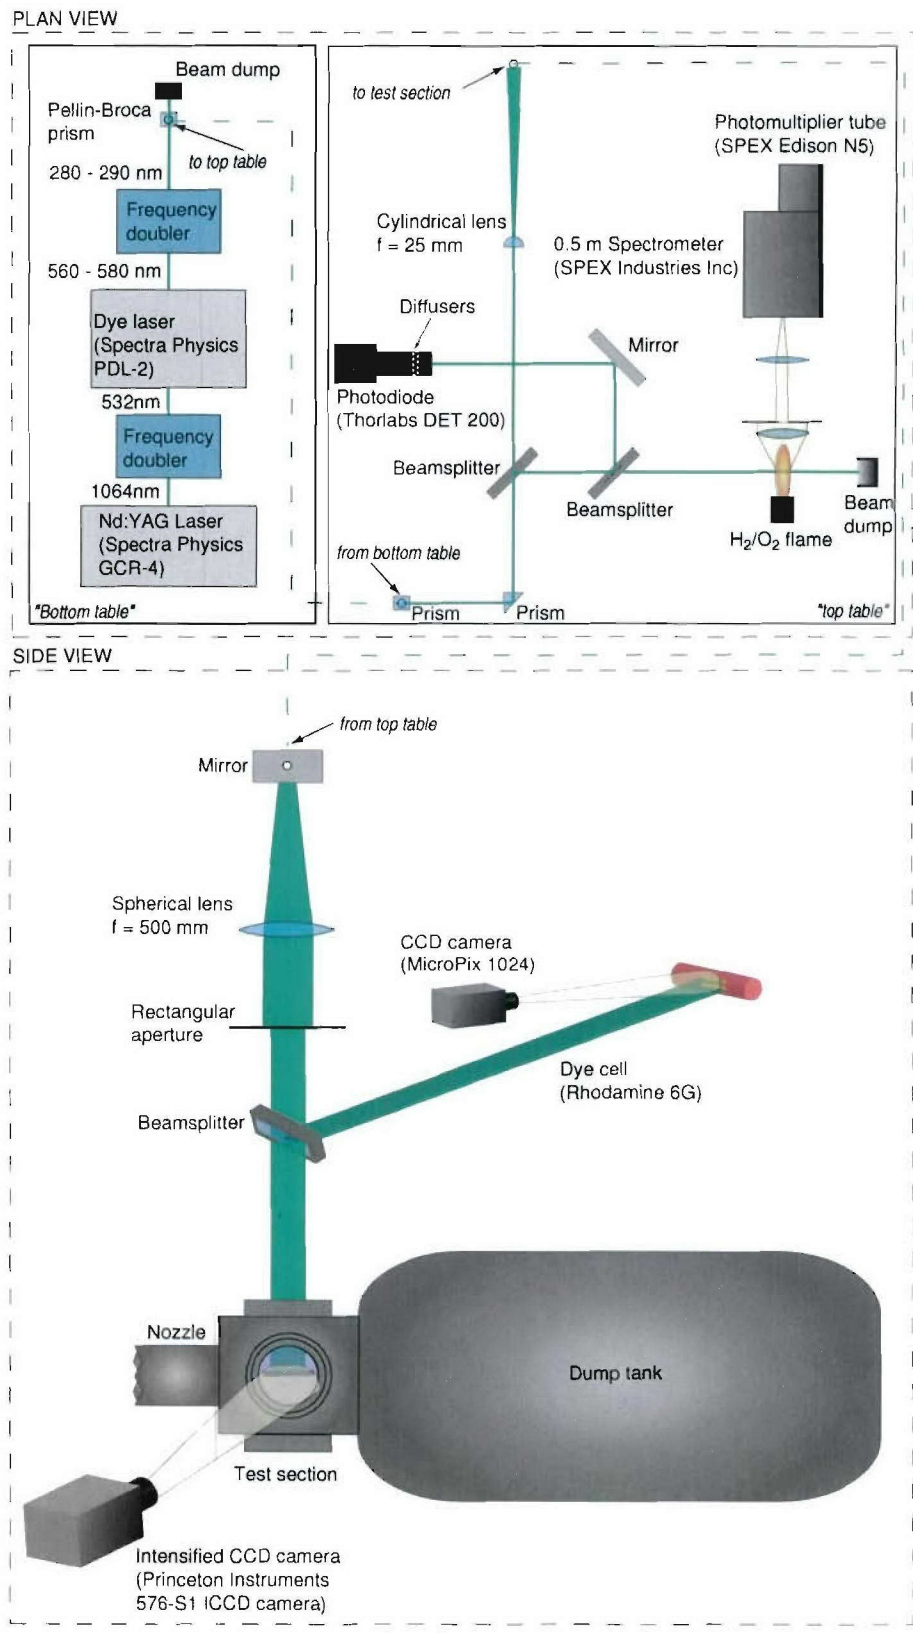 PLAN VIEW
Beam dump
Pellin-Broca
prism
to top table
280 - 290 nm
Frequency
doubler
560 - 580 nm
Dye laser
(Spectra Physics
PDL-2)
532nm
Frequency
doubler
1064nm
Nd:YAG Laser
(Spectra Physics
GCR-4)
"Bottom table"
to test section
Photomultiplier tube
(SPEX Edison N5)
Cylindrical lens
f = 25 mm
0.5 m Spectrometer
(SPEX Industries Inc)
Diffusers
Mirror
Photodiode
(Thorlabs DET 200)
Beamsplitter
Beamsplitter
Beam
dump
H2/O2 flame
from bottom table
Prism
Prism
"top table"
SIDE VIEW
from top table
Mirror
Spherical lens
f = 500 mm
CCD camera
(MicroPix 1024)
Rectangular
aperture
Dye cell
(Rhodamine 6G)
Beamsplitter
Nozzle
Dump tank
Test section
Intensified CCD camera
(Princeton Instruments
576-S1 ICCD camera)